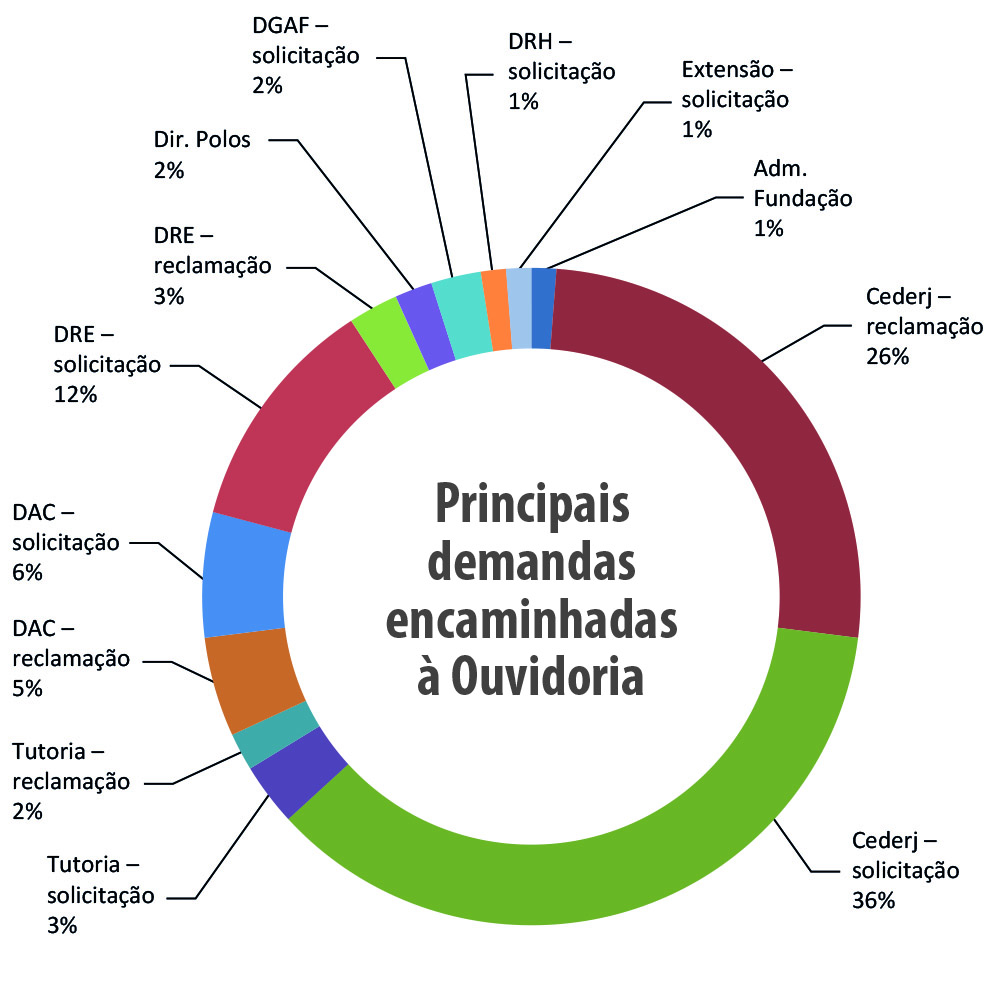 DGAF –
solicitação
2%
DRH –
solicitação
1%
Extensão –
solicitação
1%
Dir. Polos
2%
Adm.
Fundação
1%
DRE –
reclamação
3%
Cederj –
reclamação
26%
DRE –
solicitação
12%
Principais
demandas
encaminhadas
à Ouvidoria
DAC –
solicitação
6%
DAC –
reclamação
5%
Tutoria –
reclamação
2%
Tutoria –
solicitação
3%
Cederj –
solicitação
36%